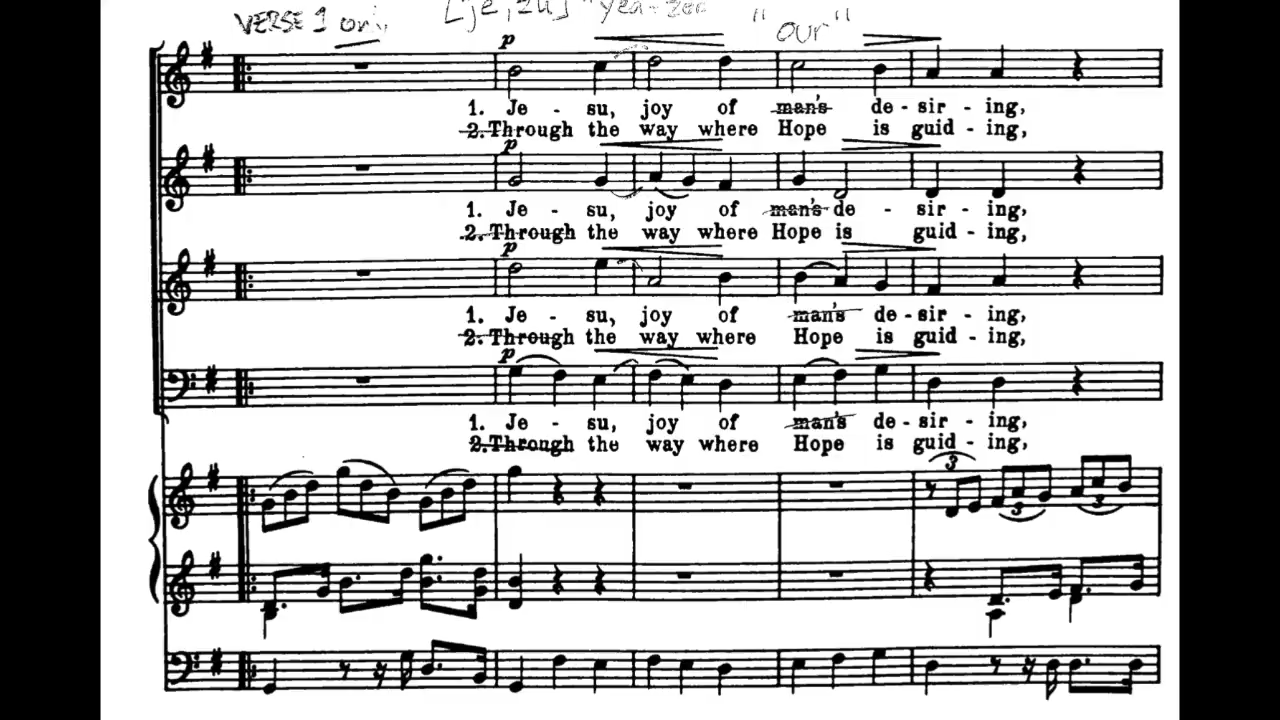 VERSE 1 only [je, zu] "yea-zoo
"our"
p
1. Je - su, joy of man's de - sir - ing,
2. Through the way where Hope is guid - ing,
p
1. Je - su, joy of man's de - sir - ing,
2. Through the way where Hope is guid - ing,
p
1. Je - su, joy of man's de - sir - ing,
2. Through the way where Hope is guid - ing,
p
1. Je - su, joy of man's de - sir - ing,
2. Through the way where Hope is guid - ing,
3 3 3